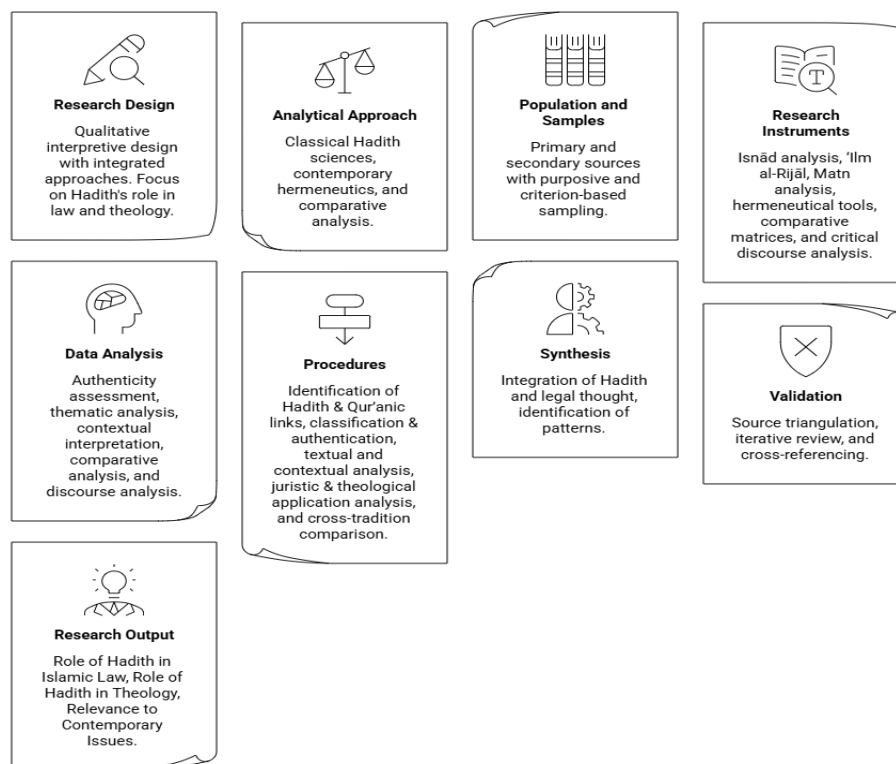 Research Design
Qualitative
interpretive design
with integrated
approaches. Focus
on Hadith's role in
law and theology.
Analytical Approach
Classical Hadith
sciences,
contemporary
hermeneutics, and
comparative
analysis.
Population and
Samples
Primary and
secondary sources
with purposive and
criterion-based
sampling.
Research
Instruments
Isnād analysis, ‘Ilm
al-Rijāl, Matn
analysis,
hermeneutical tools,
comparative
matrices, and critical
discourse analysis.
Data Analysis
Authenticity
assessment,
thematic analysis,
contextual
interpretation,
comparative
analysis, and
discourse analysis.
Procedures
Identification of
Hadith & Qur’anic
links, classification &
authentication,
textual and
contextual analysis,
juristic & theological
application analysis,
and cross-tradition
comparison.
Synthesis
Integration of Hadith
and legal thought,
identification of
patterns.
Validation
Source triangulation,
iterative review, and
cross-referencing.
Research Output
Role of Hadith in
Islamic Law, Role of
Hadith in Theology,
Relevance to
Contemporary
Issues.